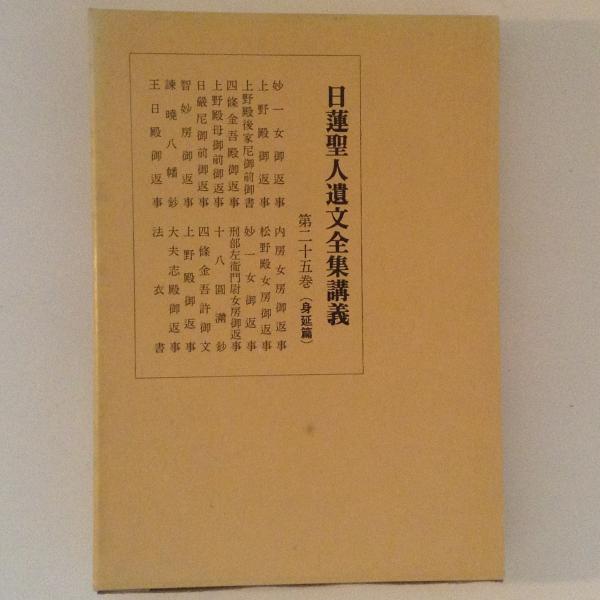 日蓮聖人遺文全集講義
第二十五巻（身延篇）
妙一女御返事
上野殿御返事
上野殿後家尼御前御書
四條金吾殿御返事
上野殿母御前御返事
日嚴尼御前御返事
智妙房御返事
諫曉八幡鈔
王日殿御返事
内房女房御返事
松野殿女房御返事
妙一女御返事
刑部左衞門尉女房御返事
十八圓滿鈔
四條金吾許御文
上野殿御返事
大夫志殿御返事
法衣書